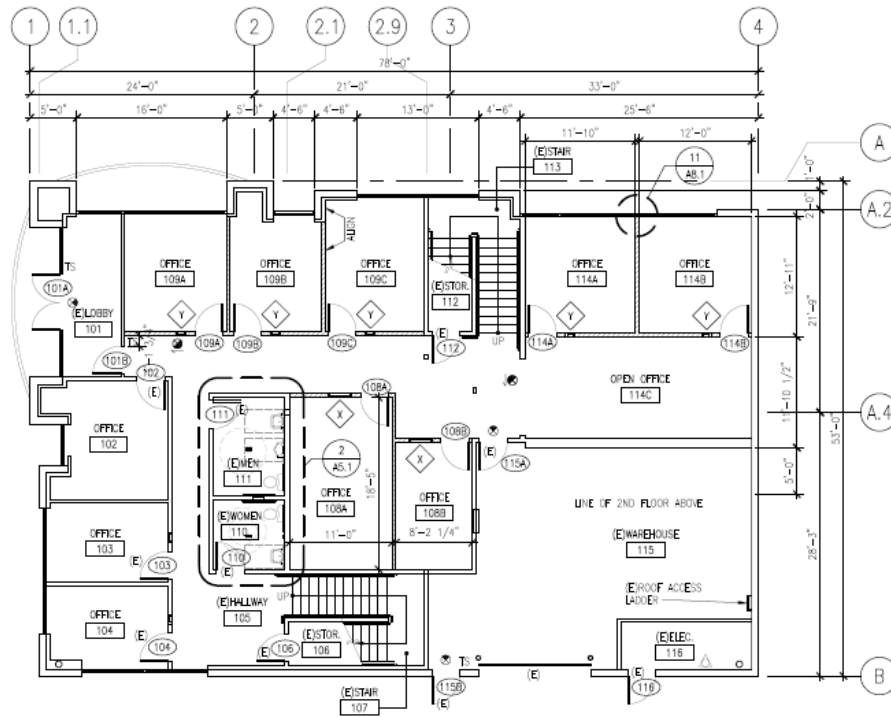 1
1.1
2
2.1
2.9
3
4
78'-0"
24'-0"
21'-0"
33'-0"
5'-0"
16'-0"
5'-0"
4'-6"
4'-6"
13'-0"
4'-6"
25'-6"
11'-10"
12'-0"
(E)STAIR
113
11
A8.1
A
1'-0"
2'-0"
A.2
ALIGN
OFFICE
109A
OFFICE
109B
OFFICE
109C
(E)STOR.
112
OFFICE
114A
OFFICE
114B
12'-11"
21'-9"
TS
101A
(E)LOBBY
101
Y
Y
Y
Y
Y
109A
109B
109C
(E)
112
UP
114A
114B
101B
102
(E)
OPEN OFFICE
114C
11'-10 1/2"
53'-0"
A.4
108A
111
(E)
X
108B
(E)
115A
OFFICE
102
(E)MEN
111
2
A5.1
X
5'-0"
18'-5"
OFFICE
108A
OFFICE
108B
LINE OF 2ND FLOOR ABOVE
OFFICE
103
(E)WOMEN
110
11'-0"
8'-2 1/4"
(E)WAREHOUSE
115
28'-3"
110
(E)
103
(E)
(E)ROOF ACCESS
LADDER
OFFICE
104
(E)HALLWAY
105
UP
(E)
104
(E)
106
(E)STOR.
106
(E)ELEC.
116
TS
115B
(E)
(E)
(E)
116
B
(E)STAIR
107